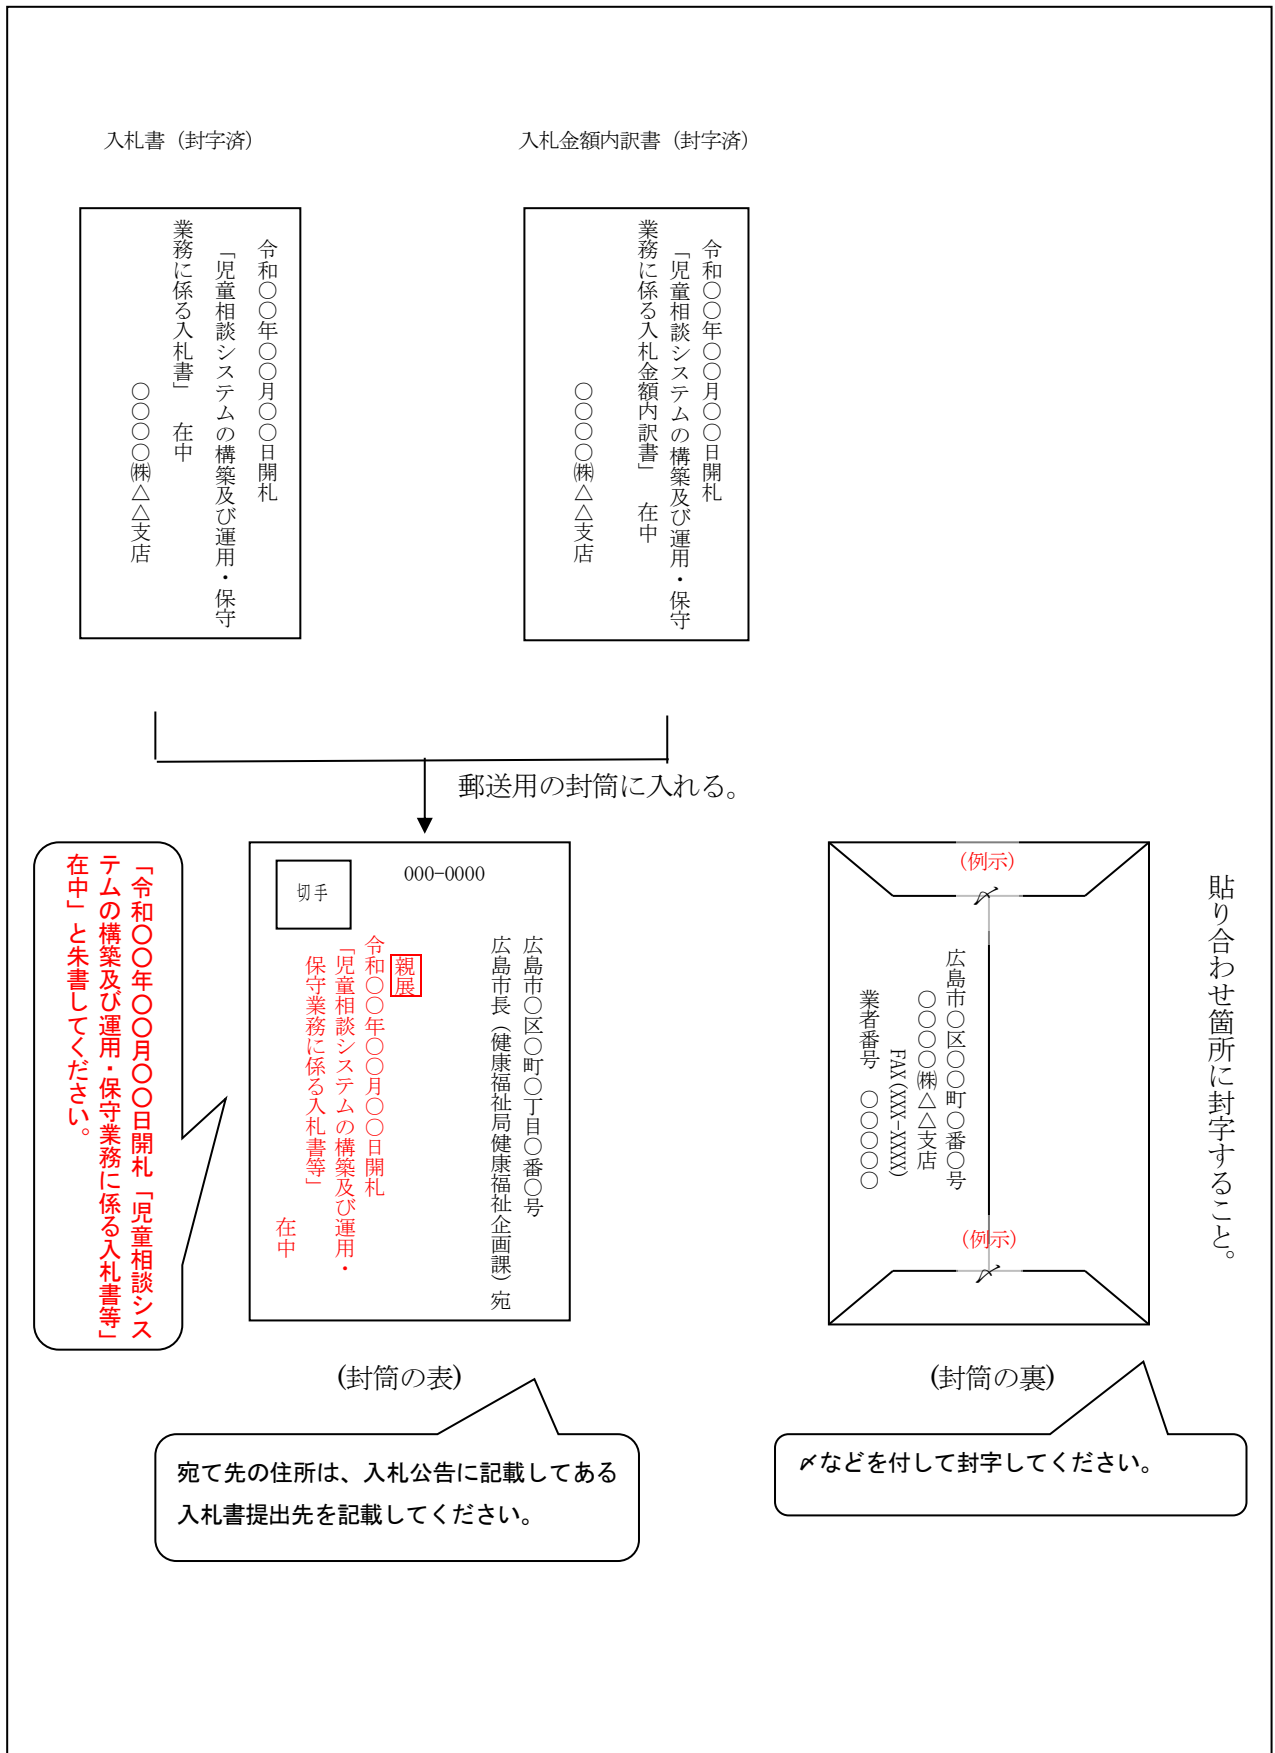 入札書（封字済）
入札金額内訳書（封字済）
令和〇〇年〇〇月〇〇日開札
「児童相談システムの構築及び運用・保守
業務に係る入札書」　在中
〇〇〇〇㈱△△支店
令和〇〇年〇〇月〇〇日開札
「児童相談システムの構築及び運用・保守
業務に係る入札金額内訳書」　在中
〇〇〇〇㈱△△支店
郵送用の封筒に入れる。
「令和〇〇年〇〇月〇〇日開札「児童相談シス
テムの構築及び運用・保守業務に係る入札書等」
在中」と朱書してください。
切手
000-0000
広島市〇区〇町〇丁目〇番〇号
広島市長（健康福祉局健康福祉企画課）宛
親展
令和〇〇年〇〇月〇〇日開札
「児童相談システムの構築及び運用・
保守業務に係る入札書等」
在中
(封筒の表)
宛て先の住所は、入札公告に記載してある
入札書提出先を記載してください。
貼り合わせ箇所に封字すること。
(例示)
〆
広島市〇区〇〇町〇番〇号
〇〇〇〇㈱△△支店
FAX(XXX-XXXX)
業者番号　〇〇〇〇〇
(例示)
〆
(封筒の裏)
〆などを付して封字してください。